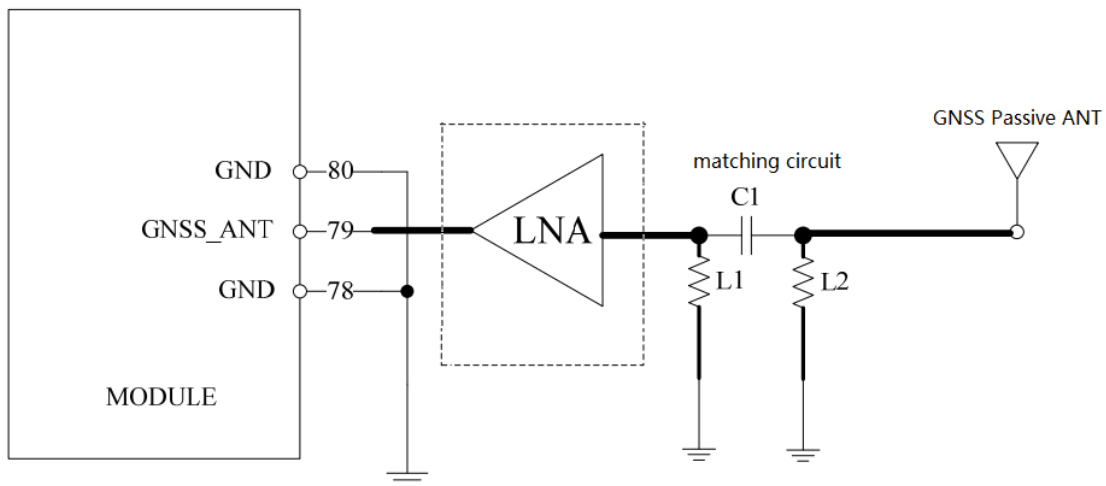 GNSS Passive ANT
matching circuit
C1
GND 80
GNSS_ANT 79
LNA
GND 78
L1
L2
MODULE